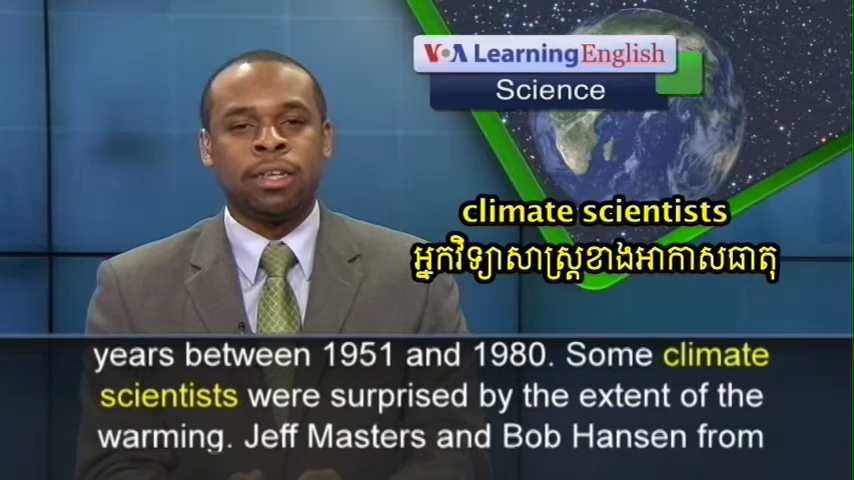 VOA LearningEnglish
Science
climate scientists
អ្នកវិទ្យាសាស្ត្រខាងអាកាសធាតុ
years between 1951 and 1980. Some climate
scientists were surprised by the extent of the
warming. Jeff Masters and Bob Hansen from